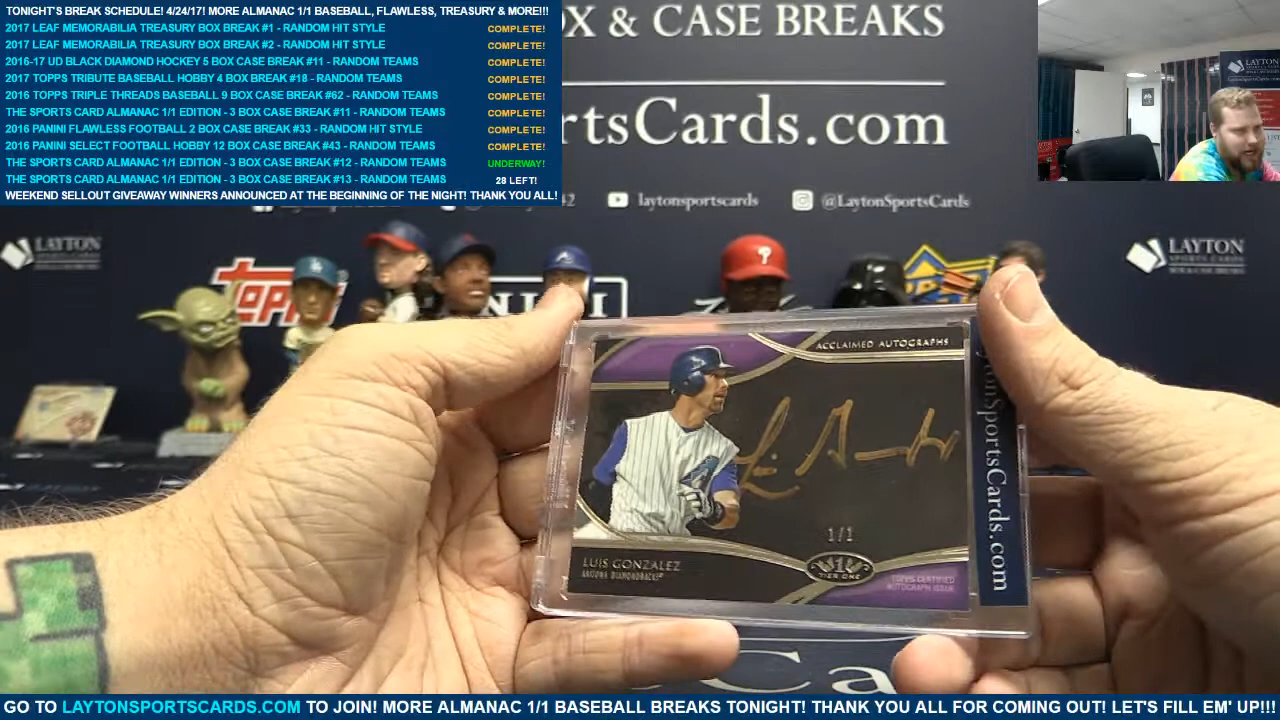 TONIGHT'S BREAK SCHEDULE! 4/24/17! MORE ALMANAC 1/1 BASEBALL, FLAWLESS, TREASURY & MORE!!!
2017 LEAF MEMORABILIA TREASURY BOX BREAK #1 - RANDOM HIT STYLE COMPLETE!
2017 LEAF MEMORABILIA TREASURY BOX BREAK #2 - RANDOM HIT STYLE COMPLETE!
2016-17 UD BLACK DIAMOND HOCKEY 5 BOX CASE BREAK #11 - RANDOM TEAMS COMPLETE!
2017 TOPPS TRIBUTE BASEBALL HOBBY 4 BOX BREAK #18 - RANDOM TEAMS COMPLETE!
2016 TOPPS TRIPLE THREADS BASEBALL 9 BOX CASE BREAK #62 - RANDOM TEAMS COMPLETE!
THE SPORTS CARD ALMANAC 1/1 EDITION - 3 BOX CASE BREAK #11 - RANDOM TEAMS COMPLETE!
2016 PANINI FLAWLESS FOOTBALL 2 BOX CASE BREAK #33 - RANDOM HIT STYLE COMPLETE!
2016 PANINI SELECT FOOTBALL HOBBY 12 BOX CASE BREAK #43 - RANDOM TEAMS COMPLETE!
THE SPORTS CARD ALMANAC 1/1 EDITION - 3 BOX CASE BREAK #12 - RANDOM TEAMS UNDERWAY!
THE SPORTS CARD ALMANAC 1/1 EDITION - 3 BOX CASE BREAK #13 - RANDOM TEAMS 28 LEFT!
WEEKEND SELLOUT GIVEAWAY WINNERS ANNOUNCED AT THE BEGINNING OF THE NIGHT! THANK YOU ALL!
X & CASE BREAKS
rtsCards.com
laytonsportscards @LaytonSportsCards
LAYTON
LAYTON
TOPPS
ACCLAIMED AUTOGRAPHS
1/1
LUIS GONZALEZ
ARIZONA DIAMONDBACKS
TIER ONE
TOPPS CERTIFIED
AUTOGRAPH ISSUE
ytonSportsCards.com
GO TO LAYTONSPORTSCARDS.COM TO JOIN! MORE ALMANAC 1/1 BASEBALL BREAKS TONIGHT! THANK YOU ALL FOR COMING OUT! LET'S FILL EM' UP!!!